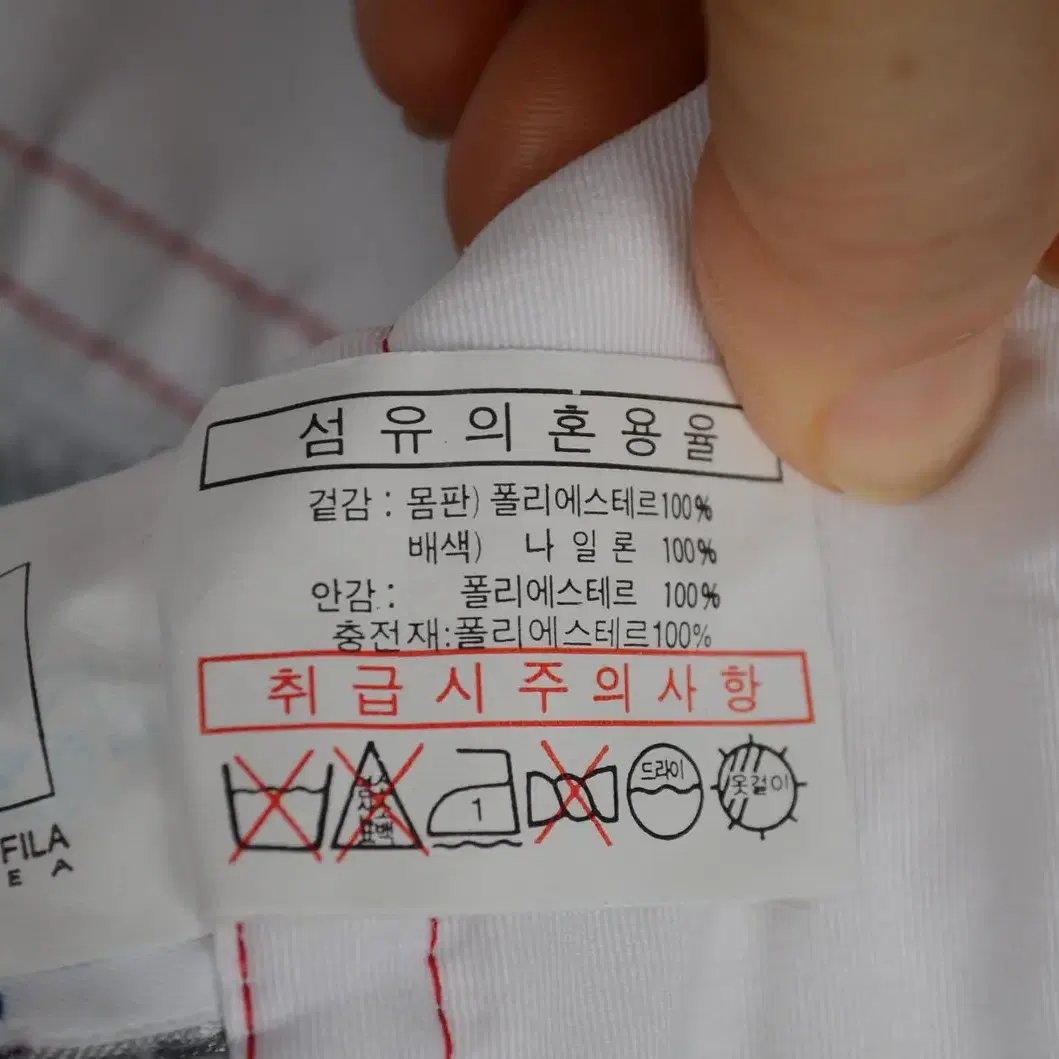 섬유의혼용율
겉감 : 몸판) 폴리에스테르100%
배색) 나일론 100%
안감 : 폴리에스테르 100%
충전재:폴리에스테르100%
취급시주의사항
1
드라이
옷걸이
FILA
E A